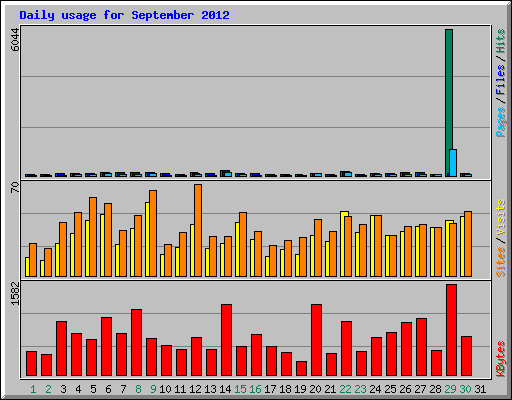 Daily usage for September 2012
6044
Pages / Files / Hits
70
Sites / Visits
1582
KBytes
1 2 3 4 5 6 7 8 9 10 11 12 13 14 15 16 17 18 19 20 21 22 23 24 25 26 27 28 29 30 31